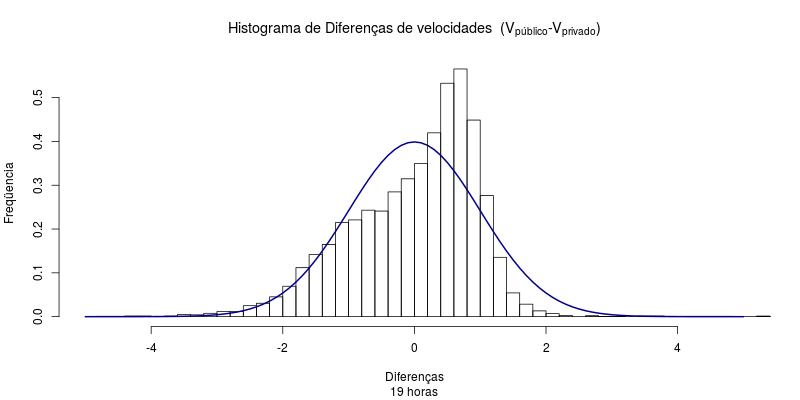 Histograma de Diferenças de velocidades (Vpúblico-Vprivado)
Freqüencia
0.5
0.4
0.3
0.2
0.1
0.0
-4 -2 0 2 4
Diferenças
19 horas